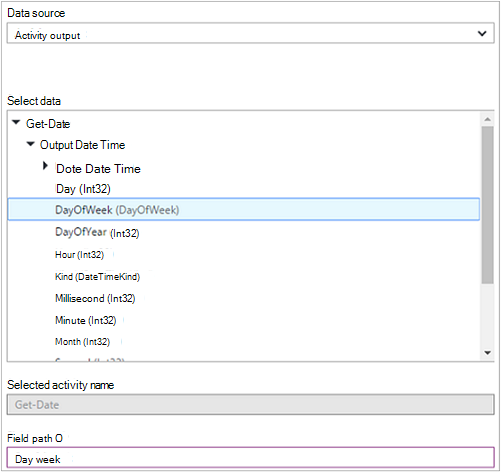 Data source
Activity output
Select data
Get-Date
Output Date Time
Dote Date Time
Day (Int32)
DayOfWeek (DayOfWeek)
DayOfYear (Int32)
Hour (Int32)
Kind (DateTimeKind)
Millisecond (Int32)
Minute (Int32)
Month (Int32)
Selected activity name
Get-Date
Field path O
Day week